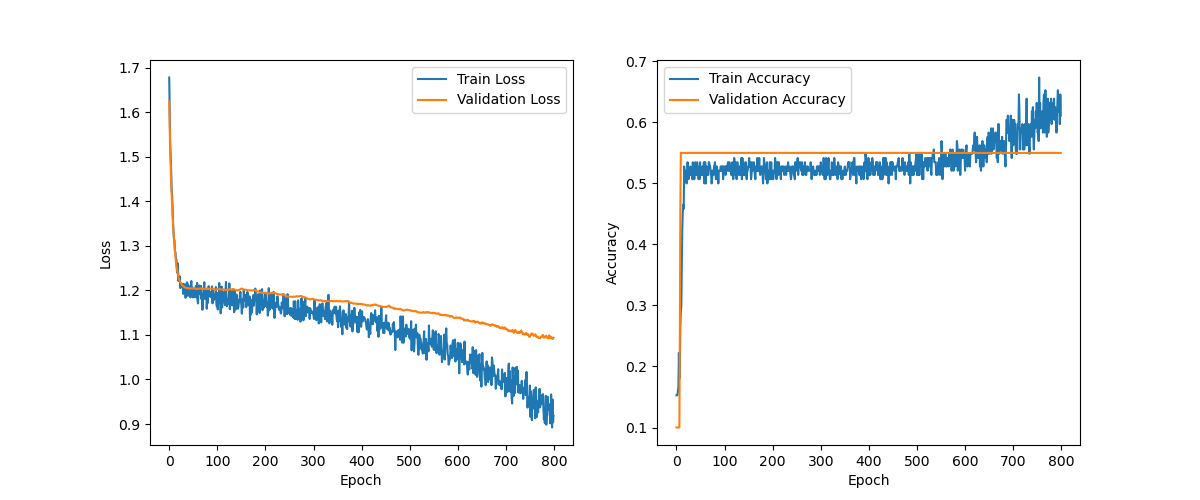 1.7
1.6
1.5
1.4
1.3
1.2
1.1
1.0
0.9
Loss
Train Loss
Validation Loss
0 100 200 300 400 500 600 700 800
Epoch
0.7
0.6
0.5
0.4
0.3
0.2
0.1
Accuracy
Train Accuracy
Validation Accuracy
0 100 200 300 400 500 600 700 800
Epoch